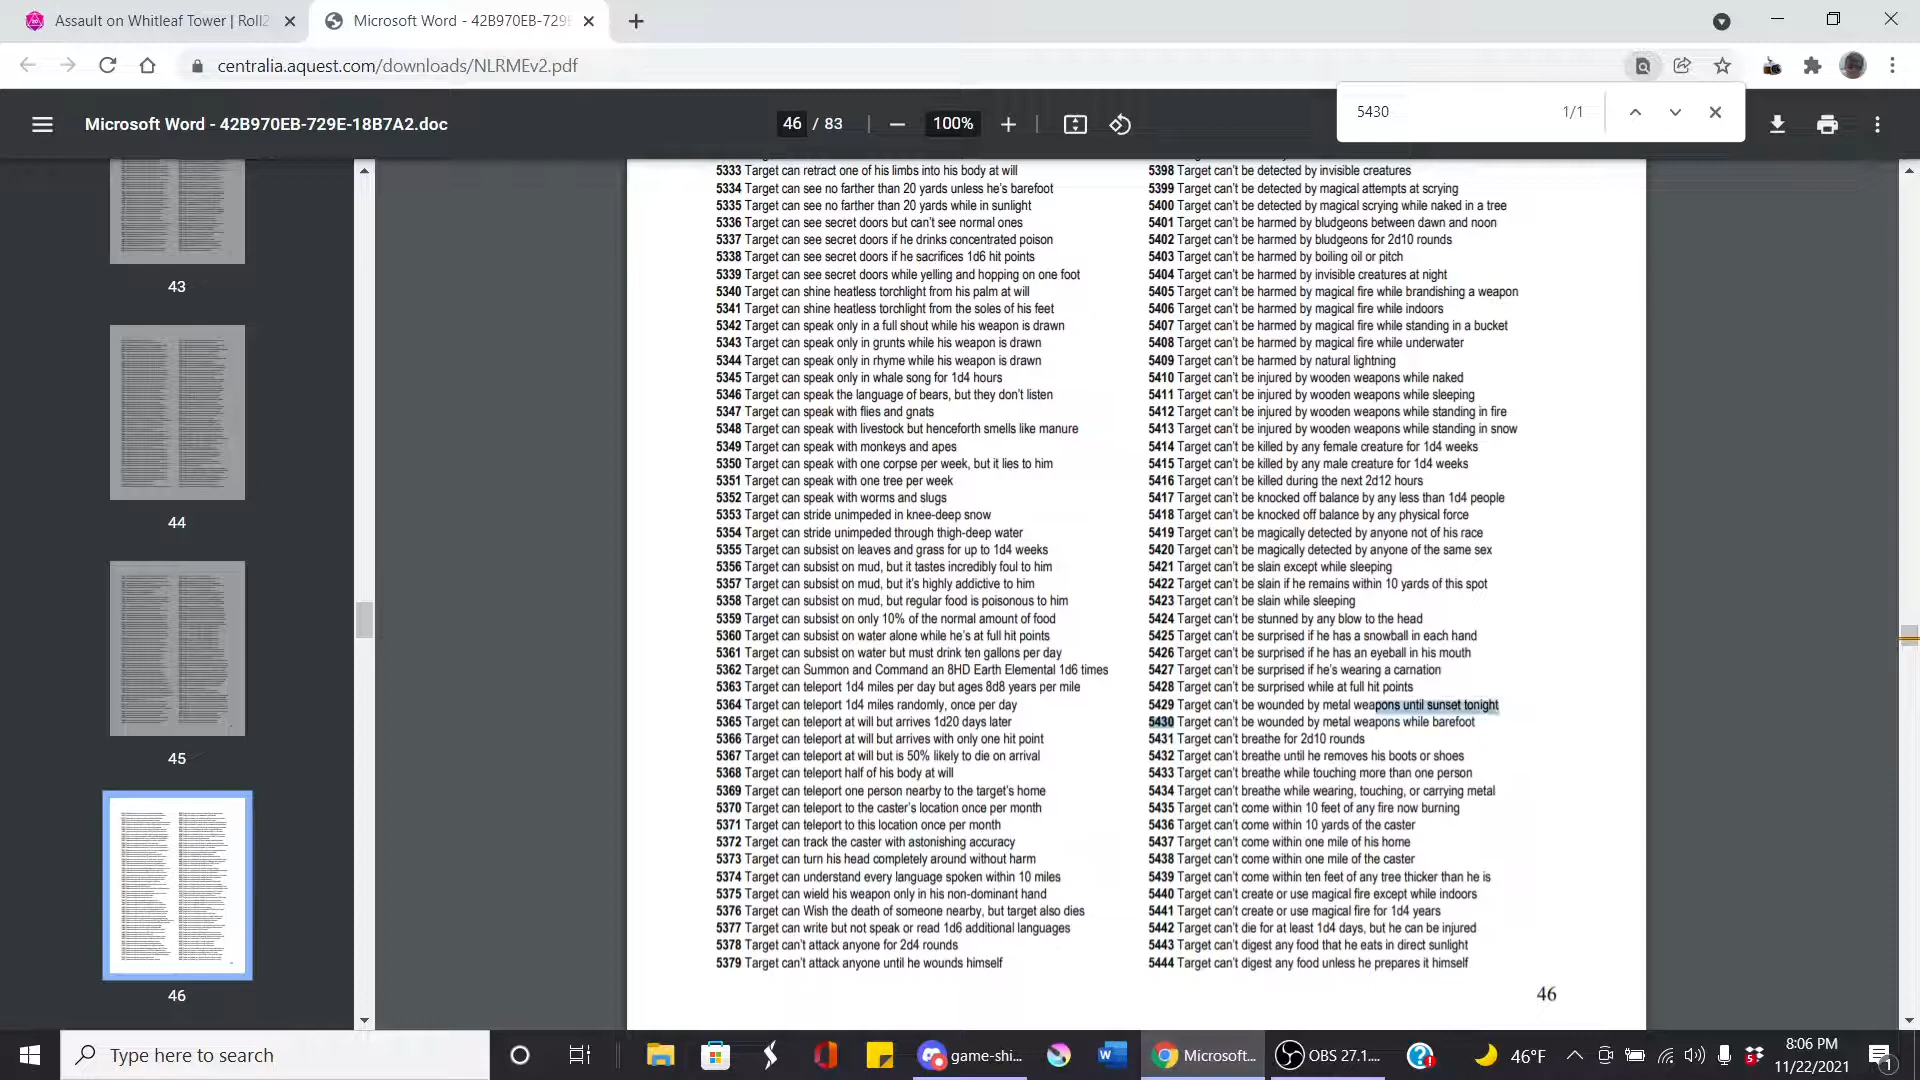 Assault on Whitleaf Tower | Roll2
Microsoft Word - 42B970EB-729E
centralia.aquest.com/downloads/NLRMEv2.pdf
5430
1/1
Microsoft Word - 42B970EB-729E-18B7A2.doc
46 / 83
100%
43
44
45
46
5333 Target can retract one of his limbs into his body at will
5334 Target can see no farther than 20 yards unless he's barefoot
5335 Target can see no farther than 20 yards while in sunlight
5336 Target can see secret doors but can't see normal ones
5337 Target can see secret doors if he drinks concentrated poison
5338 Target can see secret doors if he sacrifices 1d6 hit points
5339 Target can see secret doors while yelling and hopping on one foot
5340 Target can shine heatless torchlight from his palm at will
5341 Target can shine heatless torchlight from the soles of his feet
5342 Target can speak only in a full shout while his weapon is drawn
5343 Target can speak only in grunts while his weapon is drawn
5344 Target can speak only in rhyme while his weapon is drawn
5345 Target can speak only in whale song for 1d4 hours
5346 Target can speak the language of bears, but they don't listen
5347 Target can speak with flies and gnats
5348 Target can speak with livestock but henceforth smells like manure
5349 Target can speak with monkeys and apes
5350 Target can speak with one corpse per week, but it lies to him
5351 Target can speak with one tree per week
5352 Target can speak with worms and slugs
5353 Target can stride unimpeded in knee-deep snow
5354 Target can stride unimpeded through thigh-deep water
5355 Target can subsist on leaves and grass for up to 1d4 weeks
5356 Target can subsist on mud, but it tastes incredibly foul to him
5357 Target can subsist on mud, but it's highly addictive to him
5358 Target can subsist on mud, but regular food is poisonous to him
5359 Target can subsist on only 10% of the normal amount of food
5360 Target can subsist on water alone while he's at full hit points
5361 Target can subsist on water but must drink ten gallons per day
5362 Target can Summon and Command an 8HD Earth Elemental 1d6 times
5363 Target can teleport 1d4 miles per day but ages 8d8 years per mile
5364 Target can teleport 1d4 miles randomly, once per day
5365 Target can teleport at will but arrives 1d20 days later
5366 Target can teleport at will but arrives with only one hit point
5367 Target can teleport at will but is 50% likely to die on arrival
5368 Target can teleport half of his body at will
5369 Target can teleport one person nearby to the target's home
5370 Target can teleport to the caster's location once per month
5371 Target can teleport to this location once per month
5372 Target can track the caster with astonishing accuracy
5373 Target can turn his head completely around without harm
5374 Target can understand every language spoken within 10 miles
5375 Target can wield his weapon only in his non-dominant hand
5376 Target can Wish the death of someone nearby, but target also dies
5377 Target can write but not speak or read 1d6 additional languages
5378 Target can't attack anyone for 2d4 rounds
5379 Target can't attack anyone until he wounds himself
5398 Target can't be detected by invisible creatures
5399 Target can't be detected by magical attempts at scrying
5400 Target can't be detected by magical scrying while naked in a tree
5401 Target can't be harmed by bludgeons between dawn and noon
5402 Target can't be harmed by bludgeons for 2d10 rounds
5403 Target can't be harmed by boiling oil or pitch
5404 Target can't be harmed by invisible creatures at night
5405 Target can't be harmed by magical fire while brandishing a weapon
5406 Target can't be harmed by magical fire while indoors
5407 Target can't be harmed by magical fire while standing in a bucket
5408 Target can't be harmed by magical fire while underwater
5409 Target can't be harmed by natural lightning
5410 Target can't be injured by wooden weapons while naked
5411 Target can't be injured by wooden weapons while sleeping
5412 Target can't be injured by wooden weapons while standing in fire
5413 Target can't be injured by wooden weapons while standing in snow
5414 Target can't be killed by any female creature for 1d4 weeks
5415 Target can't be killed by any male creature for 1d4 weeks
5416 Target can't be killed during the next 2d12 hours
5417 Target can't be knocked off balance by any less than 1d4 people
5418 Target can't be knocked off balance by any physical force
5419 Target can't be magically detected by anyone not of his race
5420 Target can't be magically detected by anyone of the same sex
5421 Target can't be slain except while sleeping
5422 Target can't be slain if he remains within 10 yards of this spot
5423 Target can't be slain while sleeping
5424 Target can't be stunned by any blow to the head
5425 Target can't be surprised if he has a snowball in each hand
5426 Target can't be surprised if he has an eyeball in his mouth
5427 Target can't be surprised if he's wearing a carnation
5428 Target can't be surprised while at full hit points
5429 Target can't be wounded by metal weapons until sunset tonight
5430 Target can't be wounded by metal weapons while barefoot
5431 Target can't breathe for 2d10 rounds
5432 Target can't breathe until he removes his boots or shoes
5433 Target can't breathe while touching more than one person
5434 Target can't breathe while wearing, touching, or carrying metal
5435 Target can't come within 10 feet of any fire now burning
5436 Target can't come within 10 yards of the caster
5437 Target can't come within one mile of his home
5438 Target can't come within one mile of the caster
5439 Target can't come within ten feet of any tree thicker than he is
5440 Target can't create or use magical fire except while indoors
5441 Target can't create or use magical fire for 1d4 years
5442 Target can't die for at least 1d4 days, but he can be injured
5443 Target can't digest any food that he eats in direct sunlight
5444 Target can't digest any food unless he prepares it himself
46
Type here to search
game-shi...
Microsoft...
OBS 27.1....
46°F
8:06 PM
11/22/2021